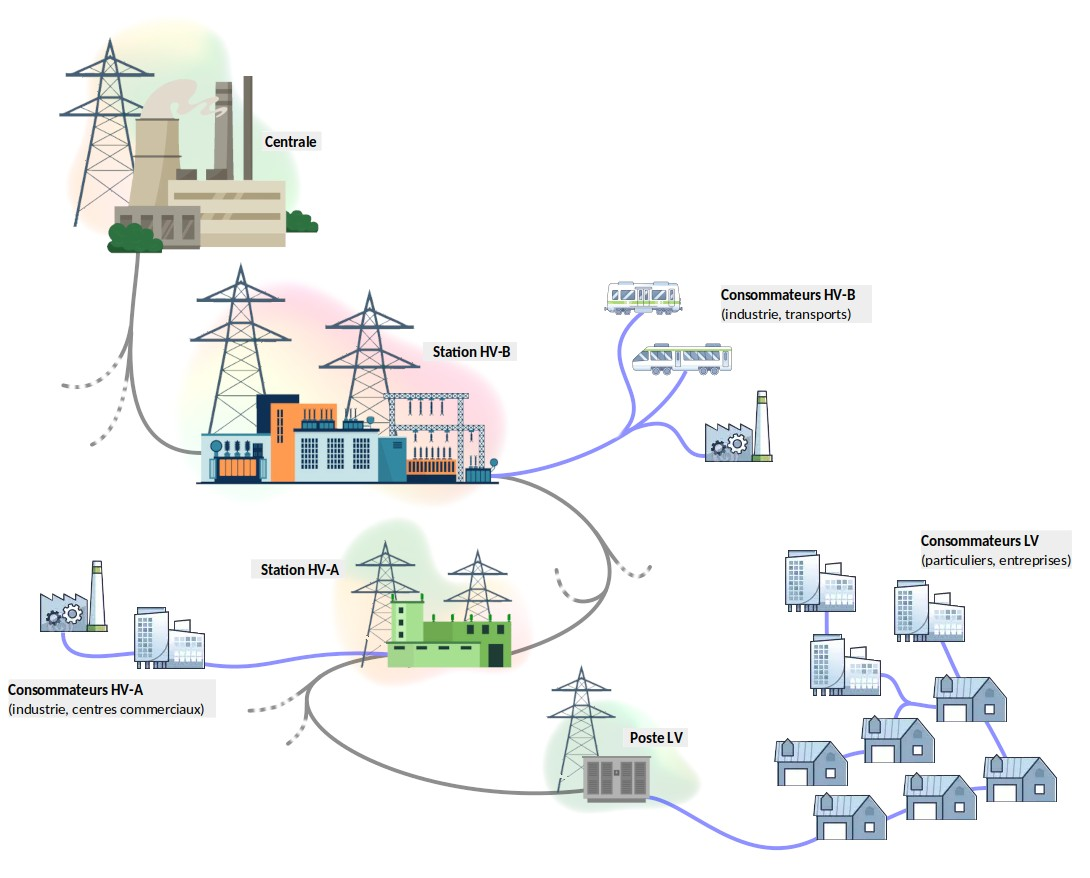 Centrale
Consommateurs HV-B
(industrie, transports)
Station HV-B
Consommateurs LV
(particuliers, entreprises)
Station HV-A
Consommateurs HV-A
(industrie, centres commerciaux)
Poste LV